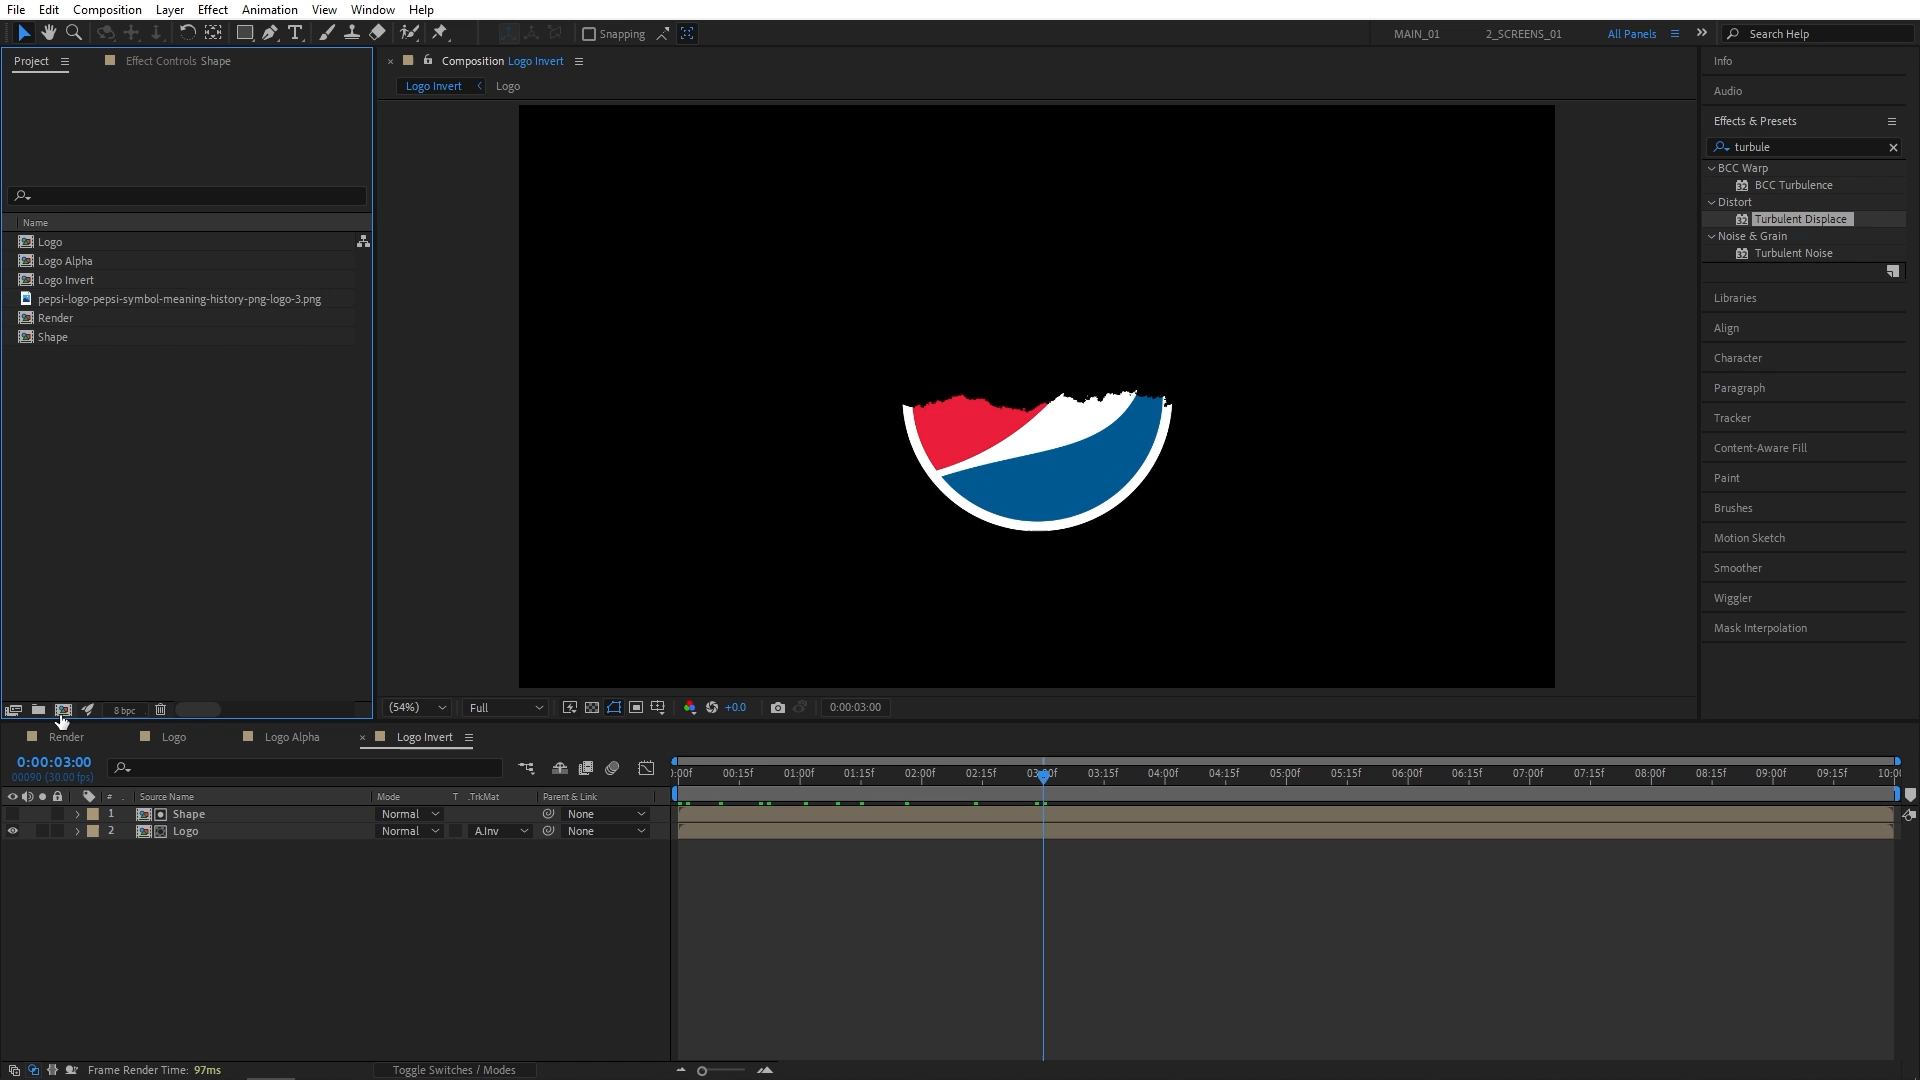 File Edit Composition Layer Effect Animation View Window Help
Snapping MAIN_01 2_SCREENS_01 All Panels Search Help
Project Effect Controls Shape
Composition Logo Invert
Logo Invert Logo
Name
Logo
Logo Alpha
Logo Invert
pepsi-logo-pepsi-symbol-meaning-history-png-logo-3.png
Render
Shape
8 bpc
(54%) Full +0.0 0:00:03:00
Info
Audio
Effects & Presets
turbule
BCC Warp
32 BCC Turbulence
Distort
32 Turbulent Displace
Noise & Grain
32 Turbulent Noise
Libraries
Align
Character
Paragraph
Tracker
Content-Aware Fill
Paint
Brushes
Motion Sketch
Smoother
Wiggler
Mask Interpolation
Render Logo Logo Alpha Logo Invert
0:00:03:00
00090 (30.00 fps)
:00f 00:15f 01:00f 01:15f 02:00f 02:15f 03:00f 03:15f 04:00f 04:15f 05:00f 05:15f 06:00f 06:15f 07:00f 07:15f 08:00f 08:15f 09:00f 09:15f 10:00
# Source Name Mode T .TrkMat Parent & Link
1 Shape Normal None
2 Logo Normal A.Inv None
Frame Render Time: 97ms Toggle Switches / Modes